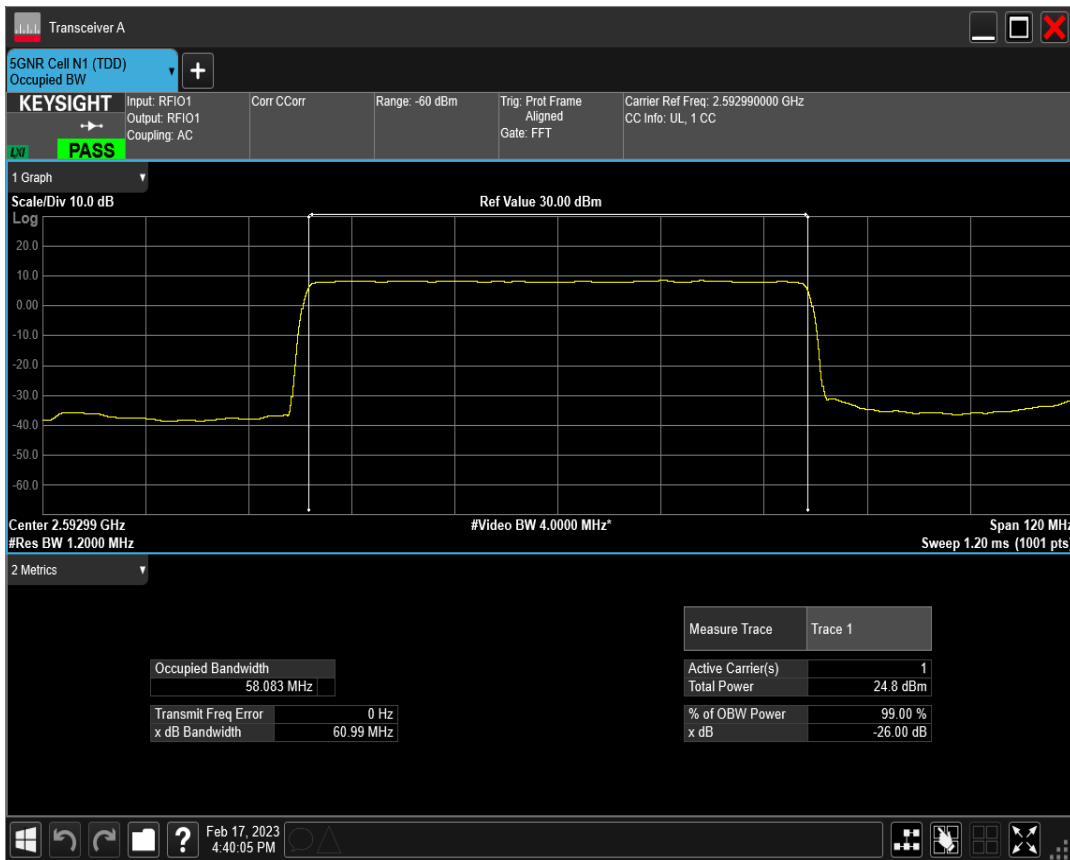 Transceiver A
5GNR Cell N1 (TDD)
Occupied BW
+
KEYSIGHT
LXI
PASS
Input: RFIO1
Output: RFIO1
Coupling: AC
Corr CCorr
Range: -60 dBm
Trig: Prot Frame
Aligned
Gate: FFT
Carrier Ref Freq: 2.592990000 GHz
CC Info: UL, 1 CC
1 Graph
Scale/Div 10.0 dB
Ref Value 30.00 dBm
Log
20.0
10.0
0.00
-10.0
-20.0
-30.0
-40.0
-50.0
-60.0
Center 2.59299 GHz
#Video BW 4.0000 MHz*
Span 120 MHz
#Res BW 1.2000 MHz
Sweep 1.20 ms (1001 pts)
2 Metrics
Measure Trace Trace 1
Occupied Bandwidth
58.083 MHz
Active Carrier(s) 1
Total Power 24.8 dBm
Transmit Freq Error 0 Hz
x dB Bandwidth 60.99 MHz
% of OBW Power 99.00 %
x dB -26.00 dB
?
Feb 17, 2023
4:40:05 PM